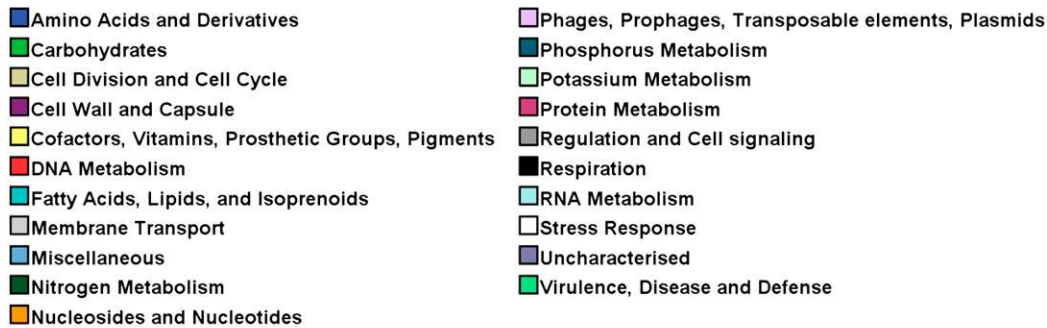 Amino Acids and Derivatives
Carbohydrates
Cell Division and Cell Cycle
Cell Wall and Capsule
Cofactors, Vitamins, Prosthetic Groups, Pigments
DNA Metabolism
Fatty Acids, Lipids, and Isoprenoids
Membrane Transport
Miscellaneous
Nitrogen Metabolism
Nucleosides and Nucleotides
Phages, Prophages, Transposable elements, Plasmids
Phosphorus Metabolism
Potassium Metabolism
Protein Metabolism
Regulation and Cell signaling
Respiration
RNA Metabolism
Stress Response
Uncharacterised
Virulence, Disease and Defense